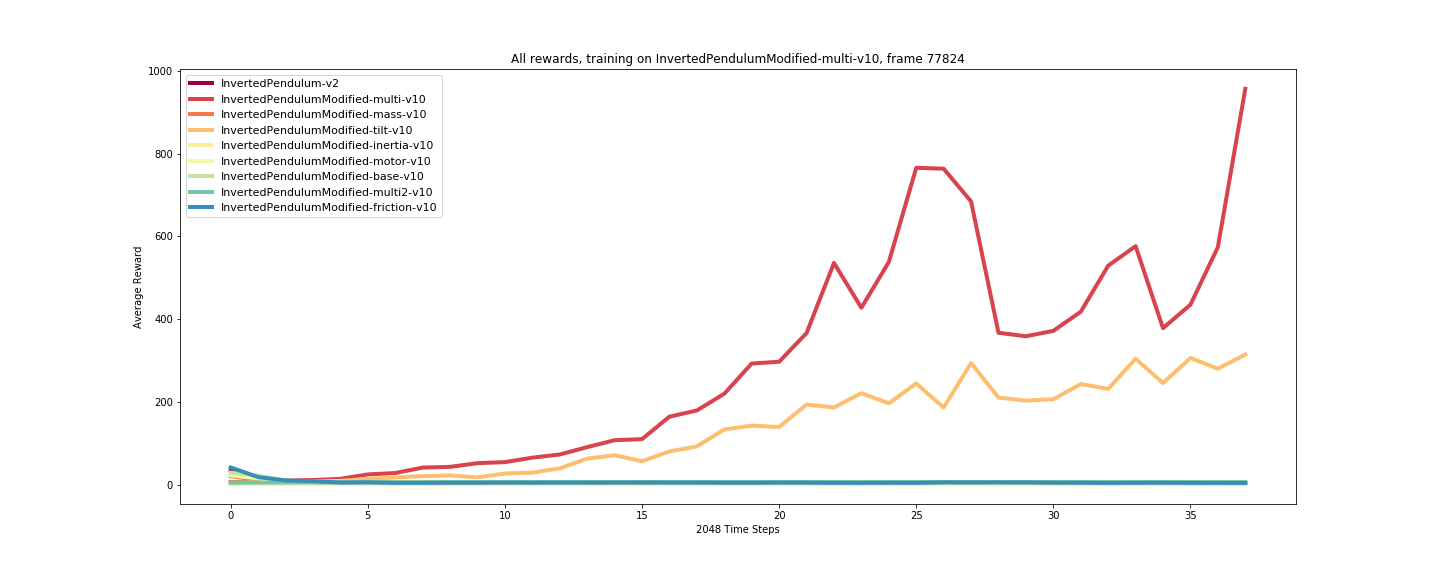 All rewards, training on InvertedPendulumModified-multi-v10, frame 77824
1000
800
600
400
200
0
Average Reward
InvertedPendulum-v2
InvertedPendulumModified-multi-v10
InvertedPendulumModified-mass-v10
InvertedPendulumModified-tilt-v10
InvertedPendulumModified-inertia-v10
InvertedPendulumModified-motor-v10
InvertedPendulumModified-base-v10
InvertedPendulumModified-multi2-v10
InvertedPendulumModified-friction-v10
0 5 10 15 20 25 30 35
2048 Time Steps